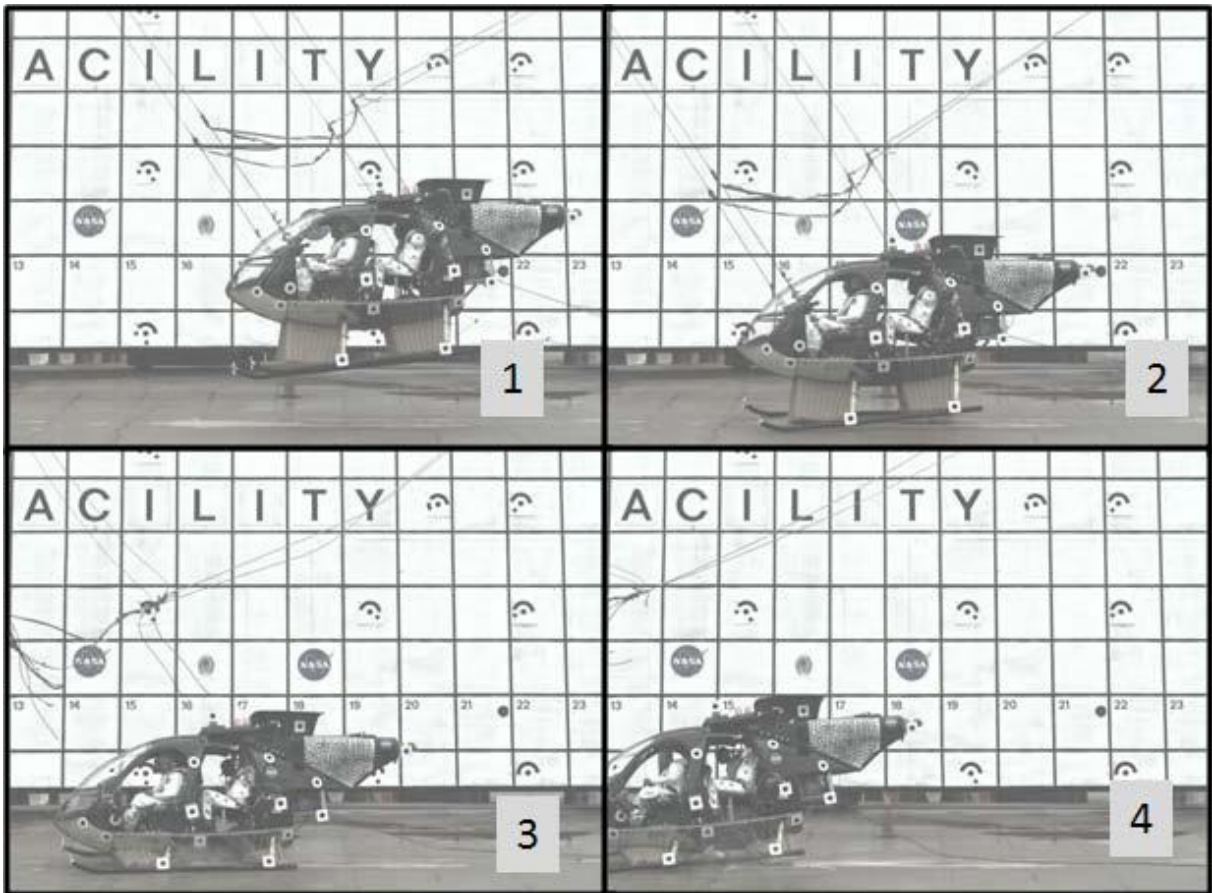 ACILITY
NASA
13 14 15 16 22 23
1
ACILITY
NASA NASA
13 14 15 16 22 23
2
ACILITY
NASA NASA
13 14 15 16 17 18 19 20 21 22 23
3
ACILITY
NASA NASA
13 14 15 17 18 19 20 21 22 23
4